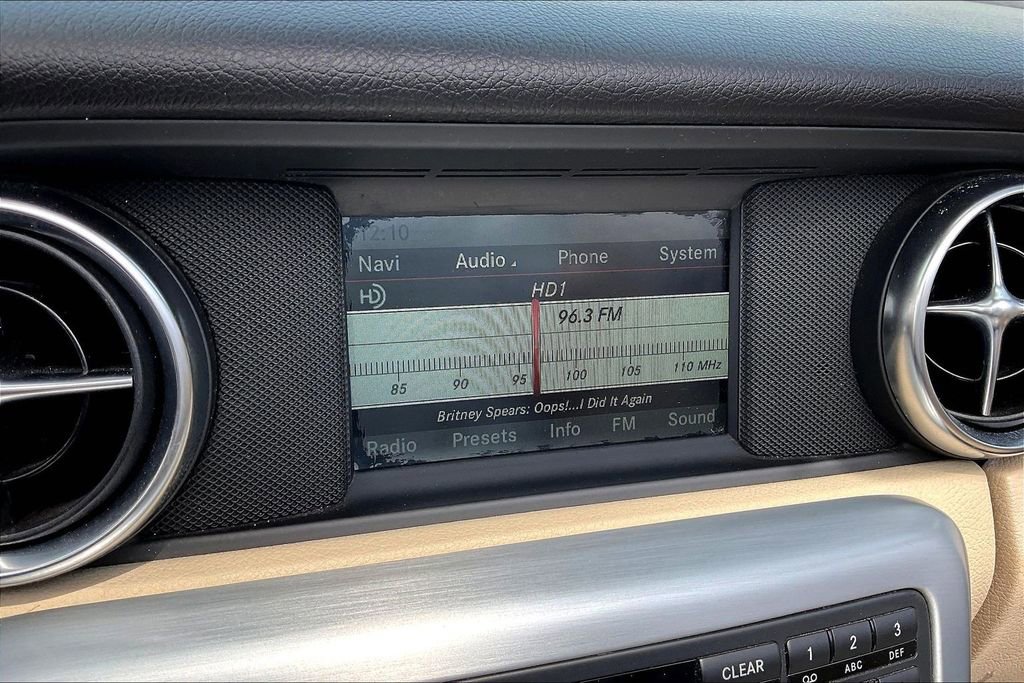 12:10
Navi Audio Phone System
HD HD1
96.3 FM
85 90 95 100 105 110 MHz
Britney Spears: Oops!...I Did It Again
Radio Presets Info FM Sound
CLEAR 1 2 ABC 3 DEF